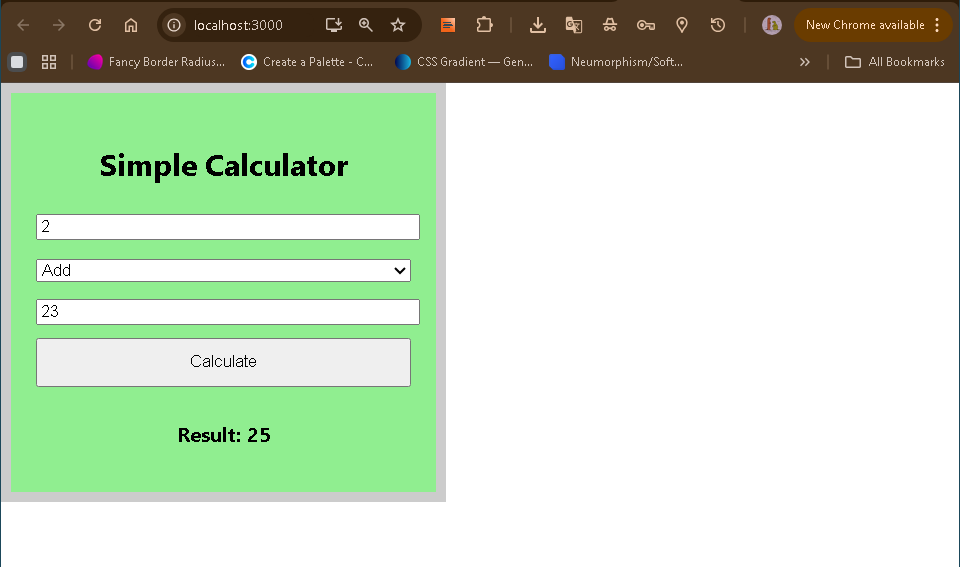 localhost:3000
New Chrome available
Fancy Border Radius...
Create a Palette - C...
CSS Gradient — Gen...
Neumorphism/Soft...
All Bookmarks
Simple Calculator
2
Add
23
Calculate
Result: 25